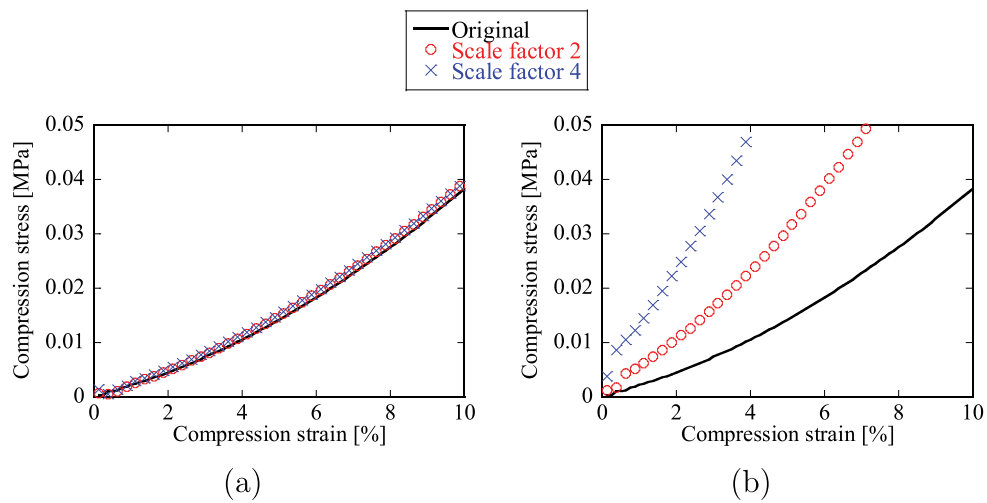 Original
Scale factor 2
Scale factor 4
0.05
0.04
0.03
0.02
0.01
0
Compression stress [MPa]
0 2 4 6 8 10
Compression strain [%]
(a)
0.05
0.04
0.03
0.02
0.01
0
Compression stress [MPa]
0 2 4 6 8 10
Compression strain [%]
(b)